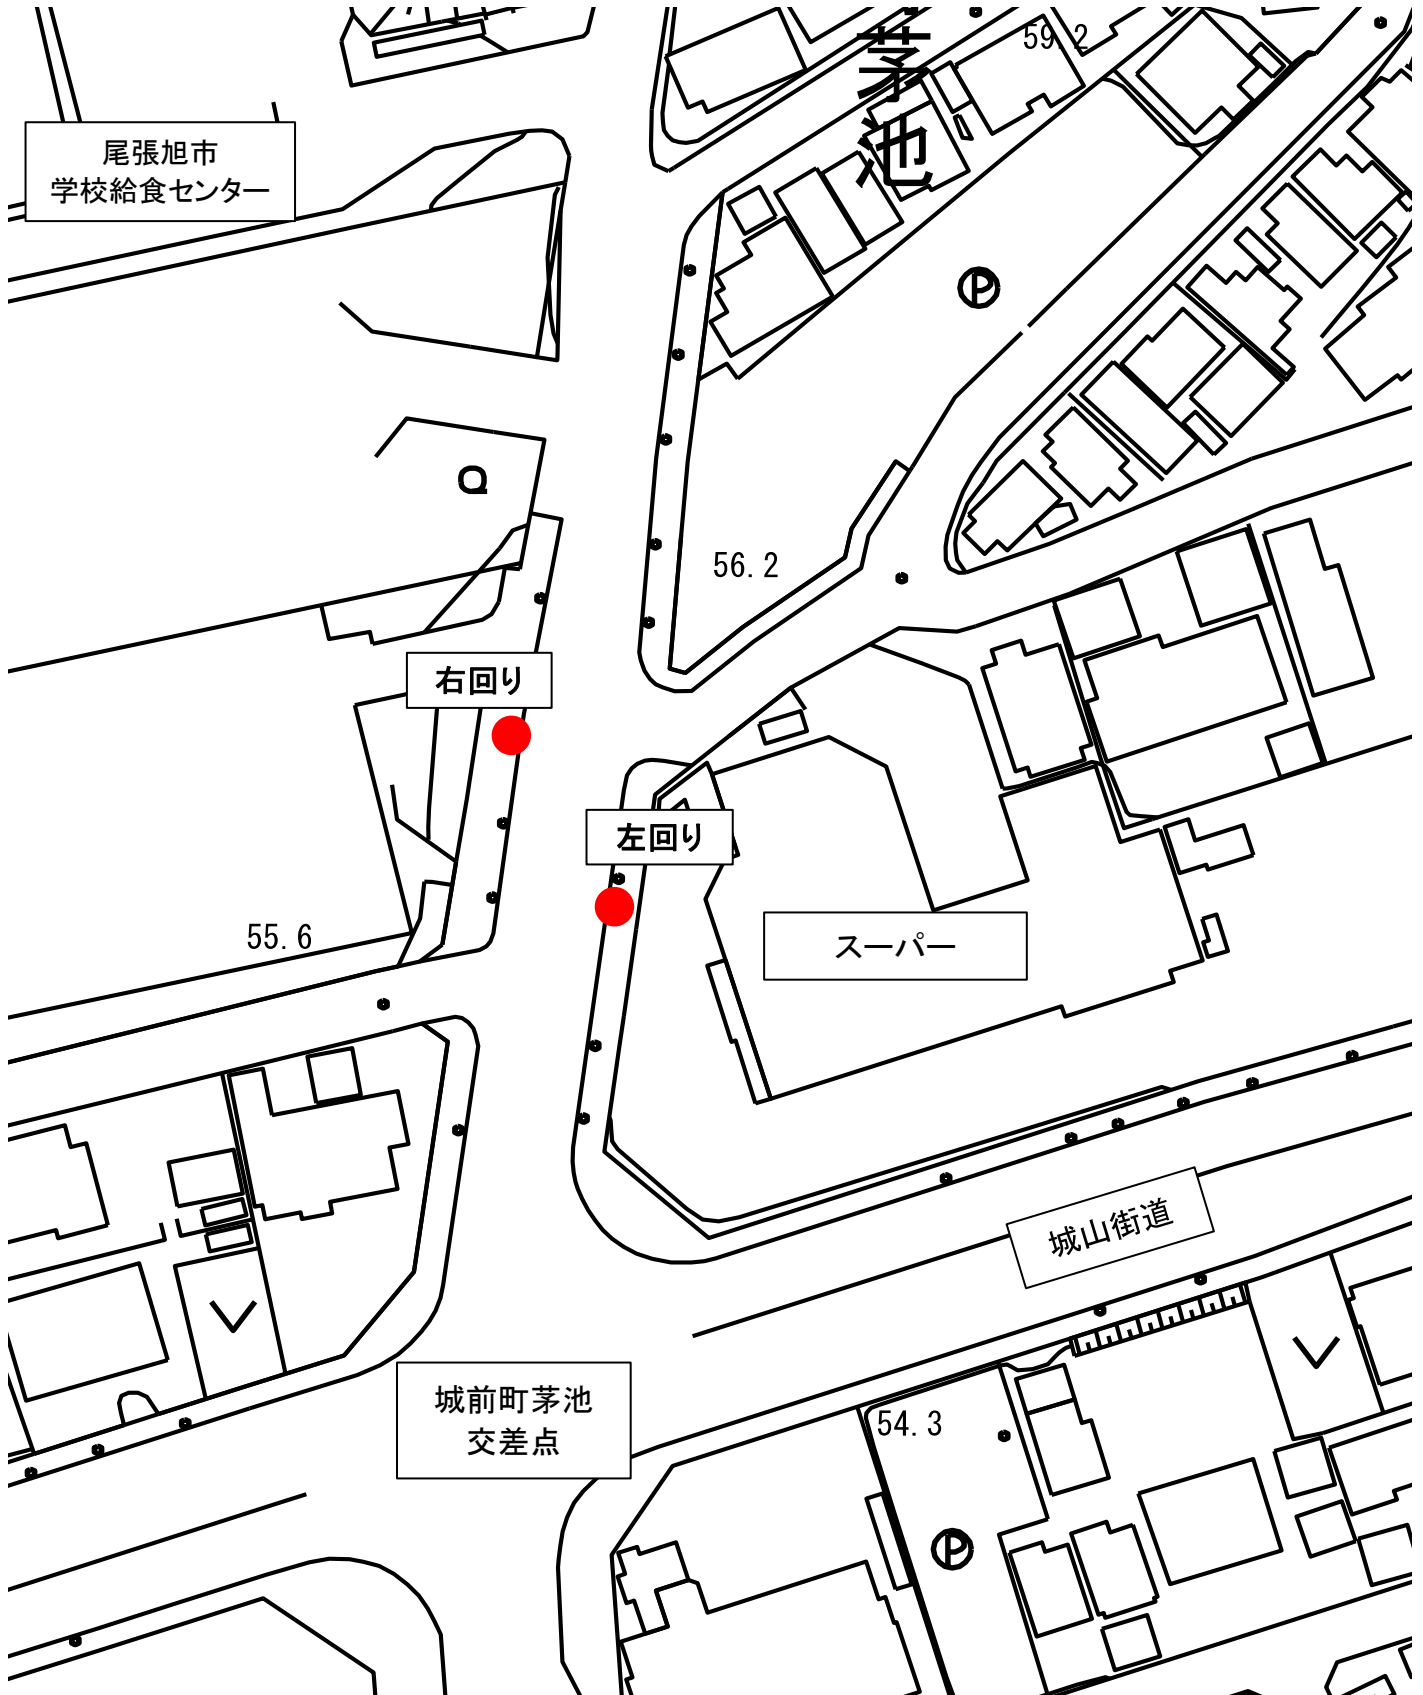 茅
池
59.2
尾張旭市
学校給食センター
P
56.2
右回り
左回り
55.6
スーパー
城山街道
城前町茅池
交差点
54.3
P